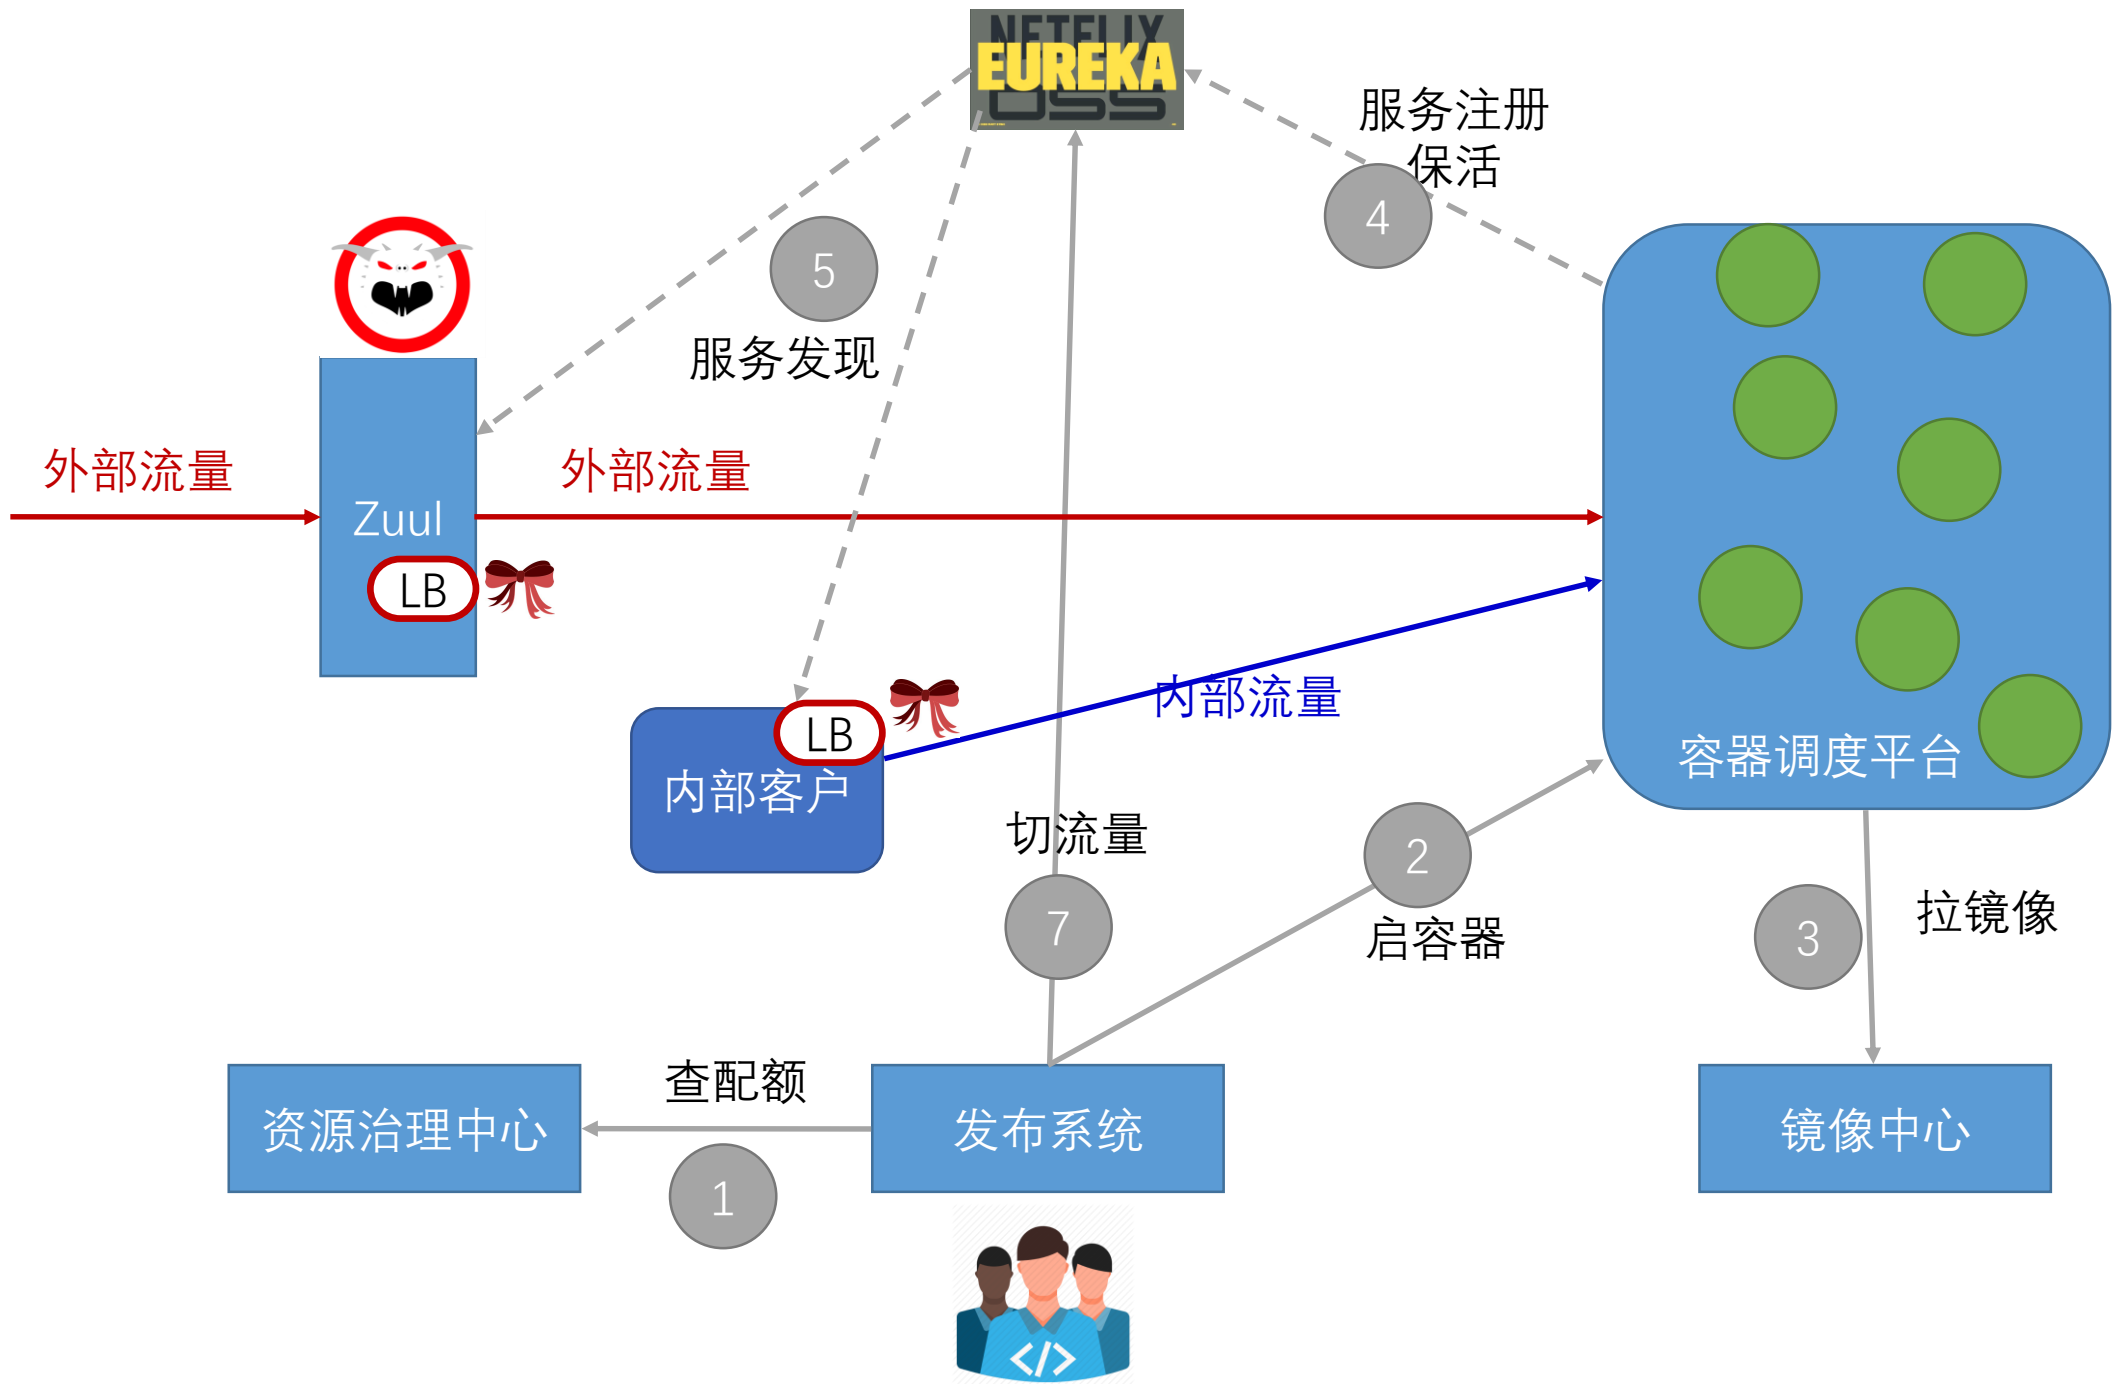 NETFLIX
EUREKA
OSS
服务注册
保活
4
5
服务发现
外部流量
外部流量
Zuul
LB
内部流量
LB
内部客户
容器调度平台
切流量
2
启容器
7
3
拉镜像
查配额
资源治理中心
发布系统
镜像中心
1